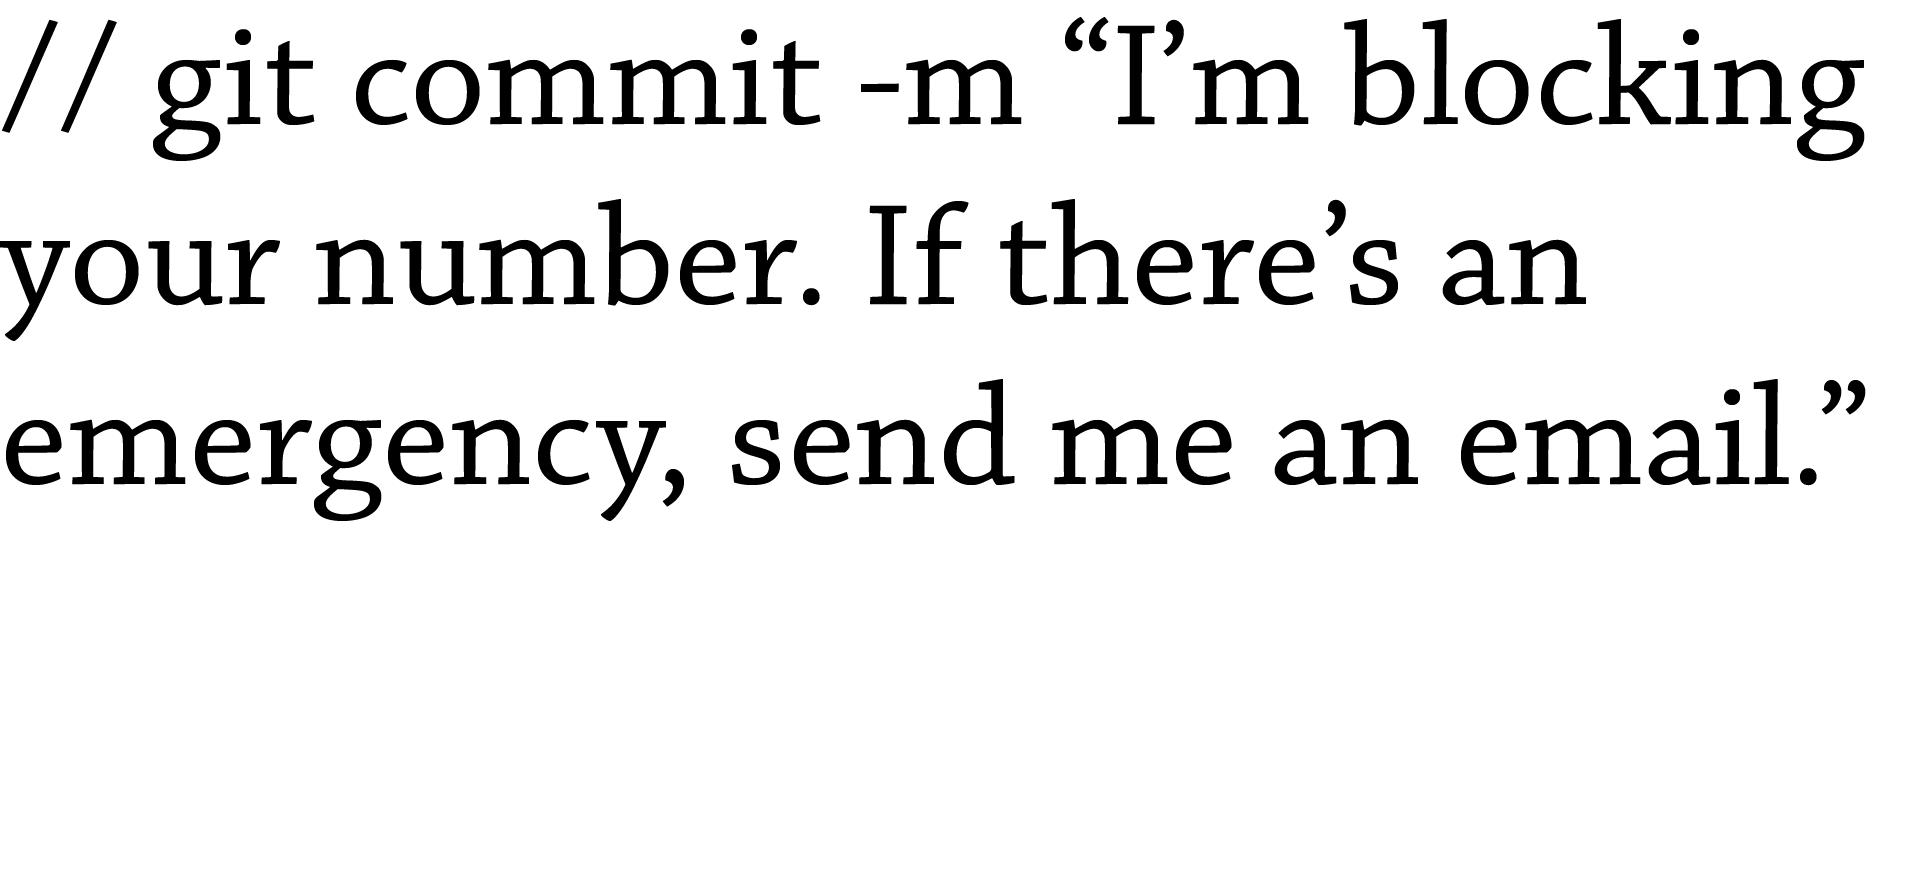 // git commit -m “I’m blocking
your number. If there’s an
emergency, send me an email.”